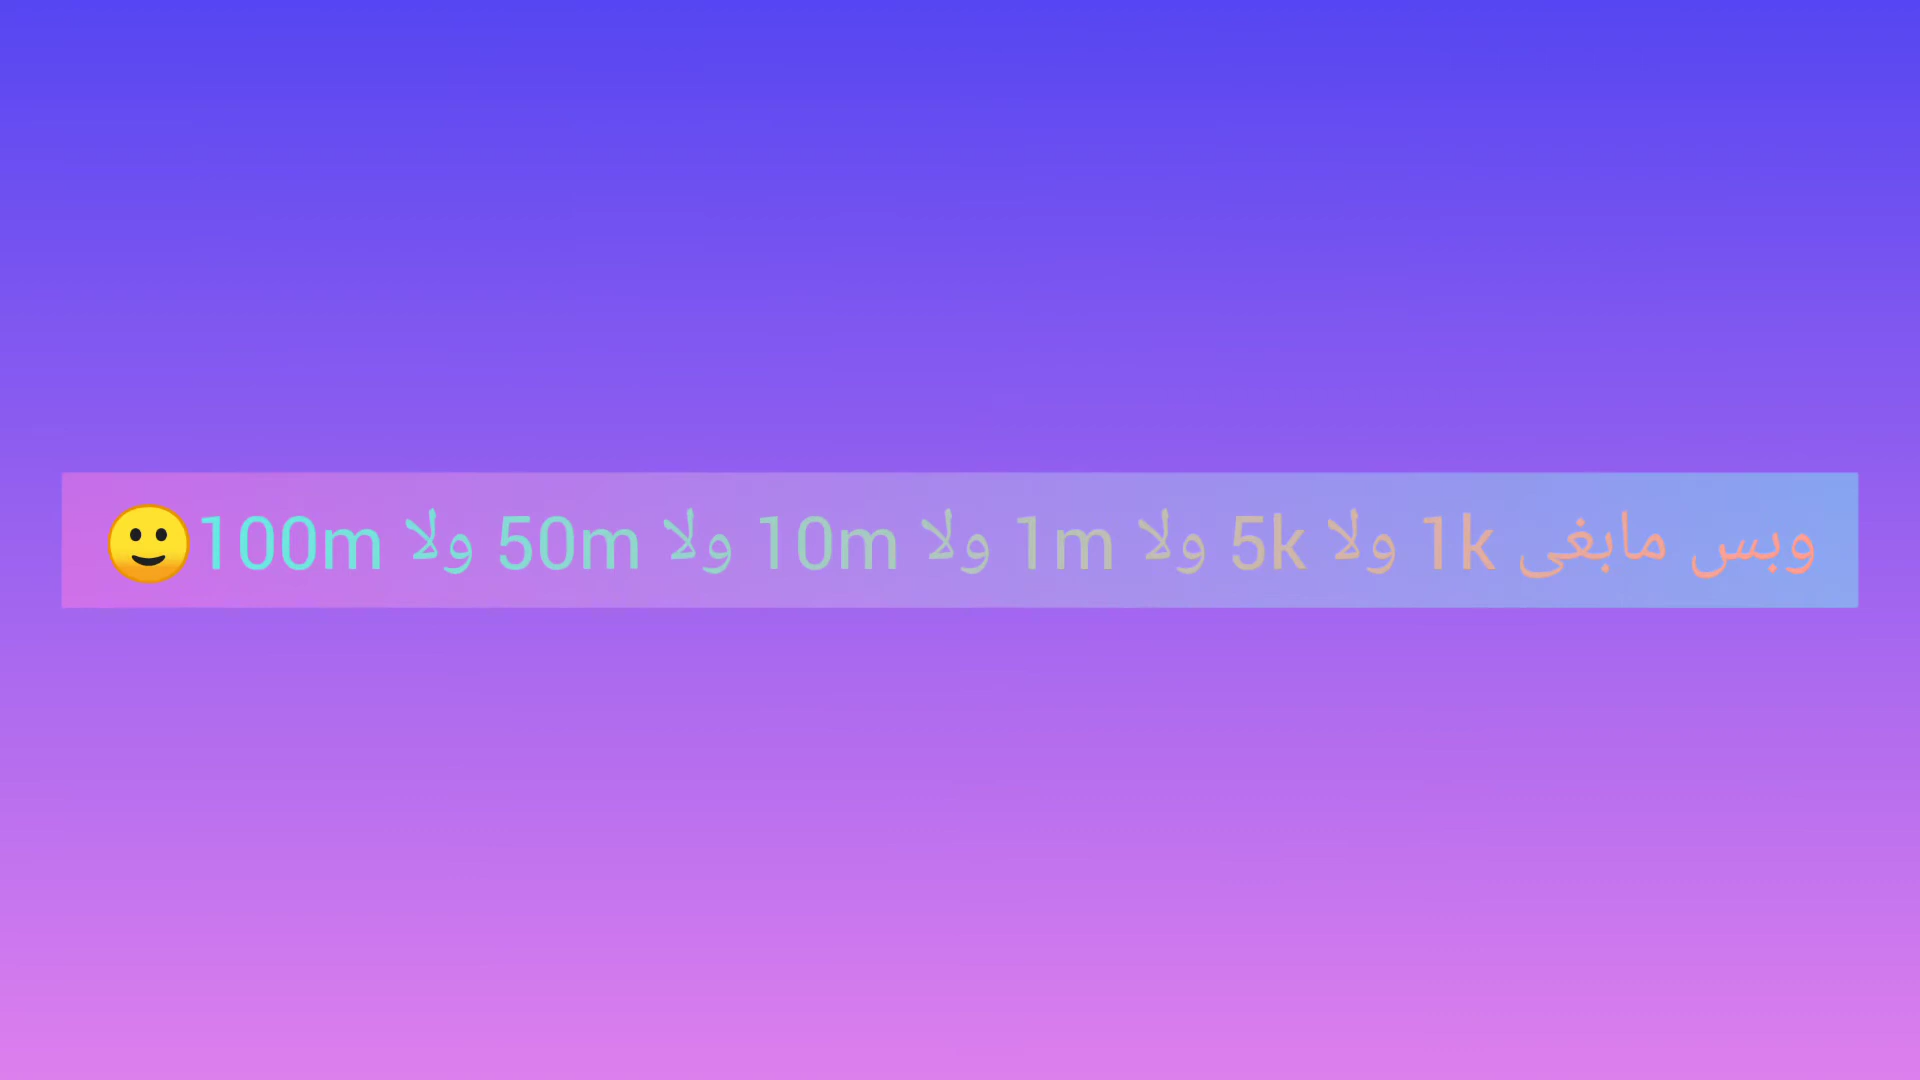 وبس مابغى 1k ولا 5k ولا 1m ولا 10m ولا 50m ولا 100m🙂